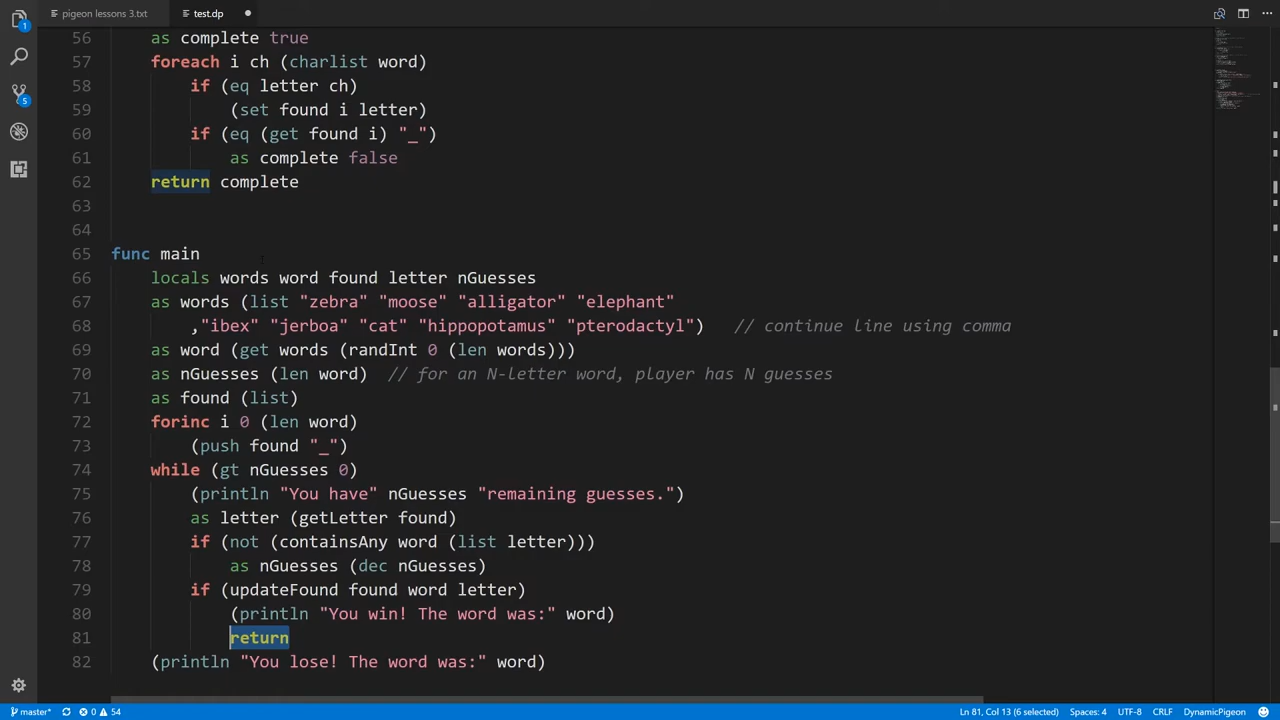 pigeon lessons 3.txt test.dp
56 as complete true
57 foreach i ch (charlist word)
58 if (eq letter ch)
59 (set found i letter)
60 if (eq (get found i) "_")
61 as complete false
62 return complete
63
64
65 func main
66 locals words word found letter nGuesses
67 as words (list "zebra" "moose" "alligator" "elephant"
68 ,"ibex" "jerboa" "cat" "hippopotamus" "pterodactyl") // continue line using comma
69 as word (get words (randInt 0 (len words)))
70 as nGuesses (len word) // for an N-letter word, player has N guesses
71 as found (list)
72 forinc i 0 (len word)
73 (push found "_")
74 while (gt nGuesses 0)
75 (println "You have" nGuesses "remaining guesses.")
76 as letter (getLetter found)
77 if (not (containsAny word (list letter)))
78 as nGuesses (dec nGuesses)
79 if (updateFound found word letter)
80 (println "You win! The word was:" word)
81 return
82 (println "You lose! The word was:" word)
1
5
master* 0 54 Ln 81, Col 13 (6 selected) Spaces: 4 UTF-8 CRLF DynamicPigeon